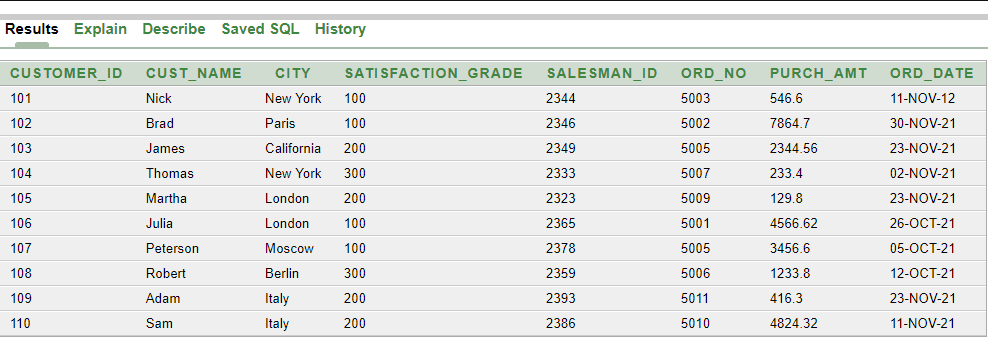 Results Explain Describe Saved SQL History
CUSTOMER_ID CUST_NAME CITY SATISFACTION_GRADE SALESMAN_ID ORD_NO PURCH_AMT ORD_DATE
101 Nick New York 100 2344 5003 546.6 11-NOV-12
102 Brad Paris 100 2346 5002 7864.7 30-NOV-21
103 James California 200 2349 5005 2344.56 23-NOV-21
104 Thomas New York 300 2333 5007 233.4 02-NOV-21
105 Martha London 200 2323 5009 129.8 23-NOV-21
106 Julia London 100 2365 5001 4566.62 26-OCT-21
107 Peterson Moscow 100 2378 5005 3456.6 05-OCT-21
108 Robert Berlin 300 2359 5006 1233.8 12-OCT-21
109 Adam Italy 200 2393 5011 416.3 23-NOV-21
110 Sam Italy 200 2386 5010 4824.32 11-NOV-21